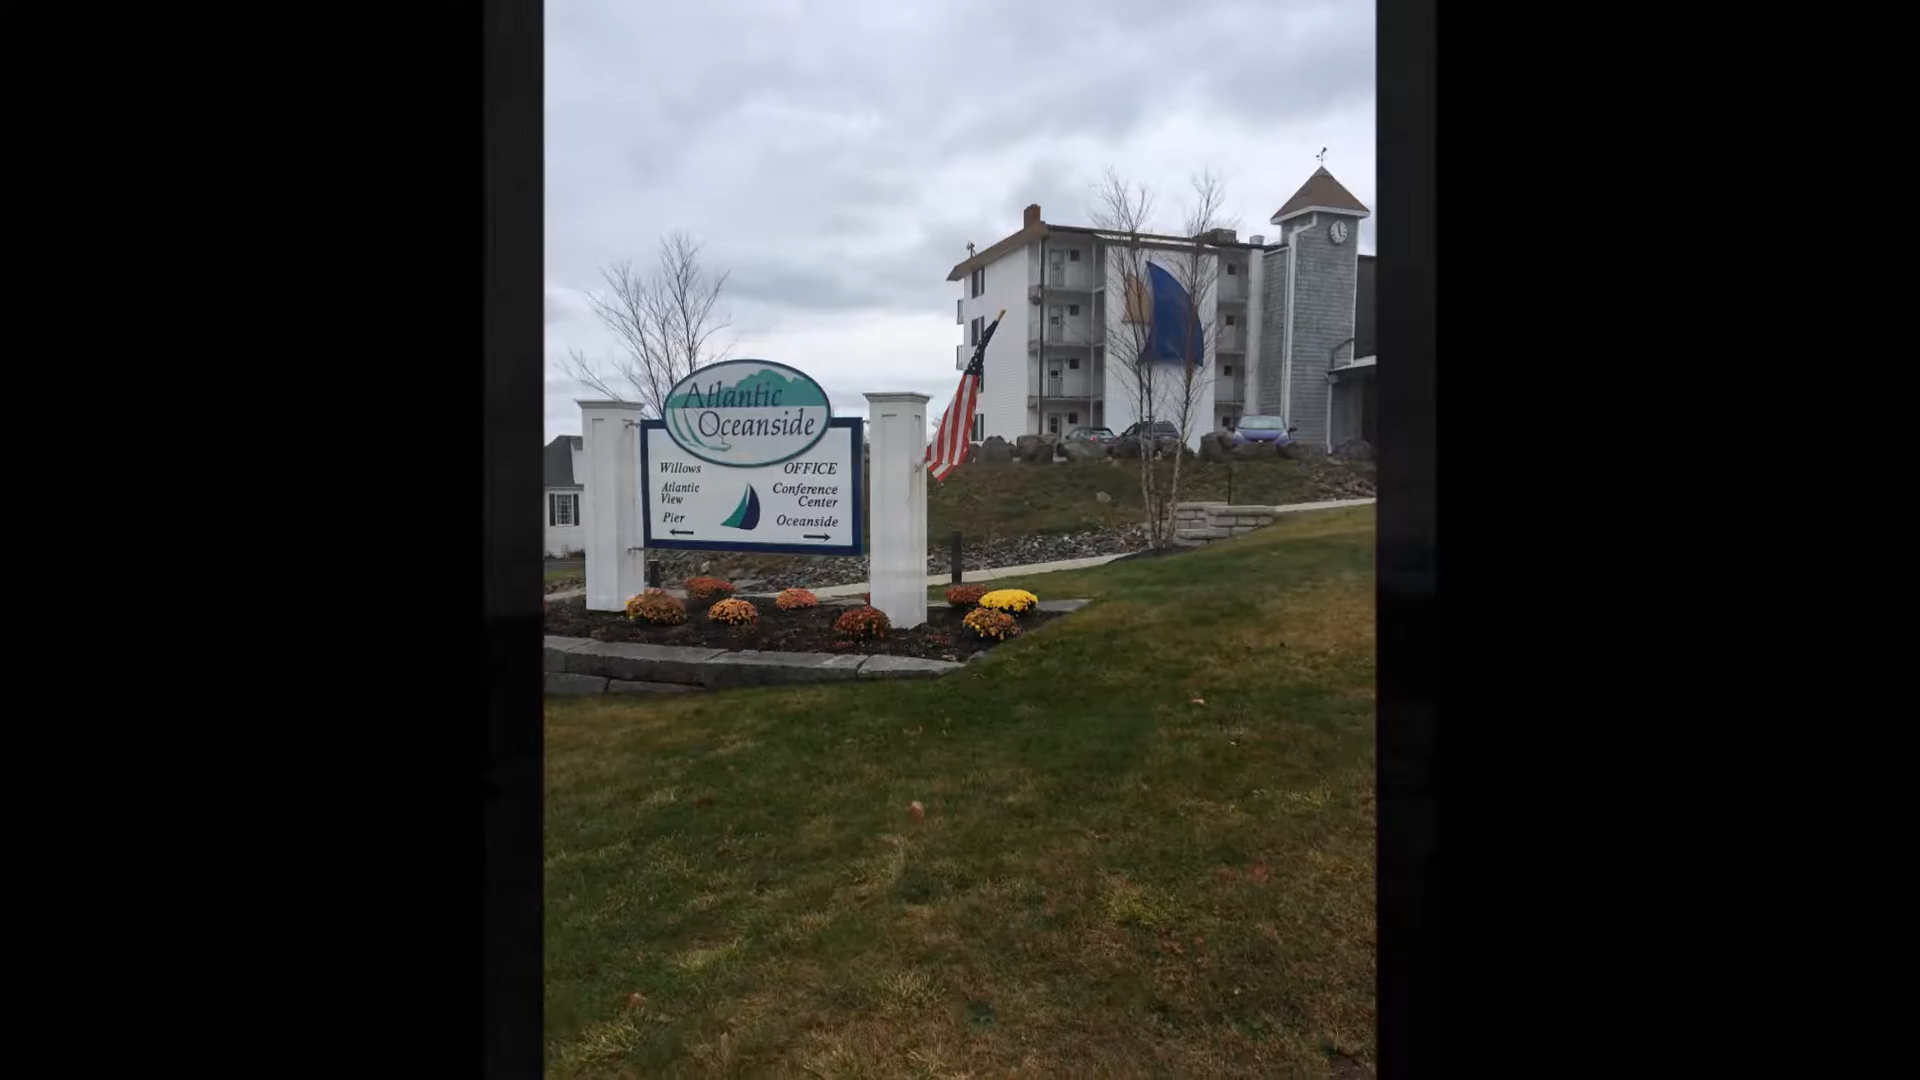 Atlantic
Oceanside
Willows
Atlantic
View
Pier
OFFICE
Conference
Center
Oceanside